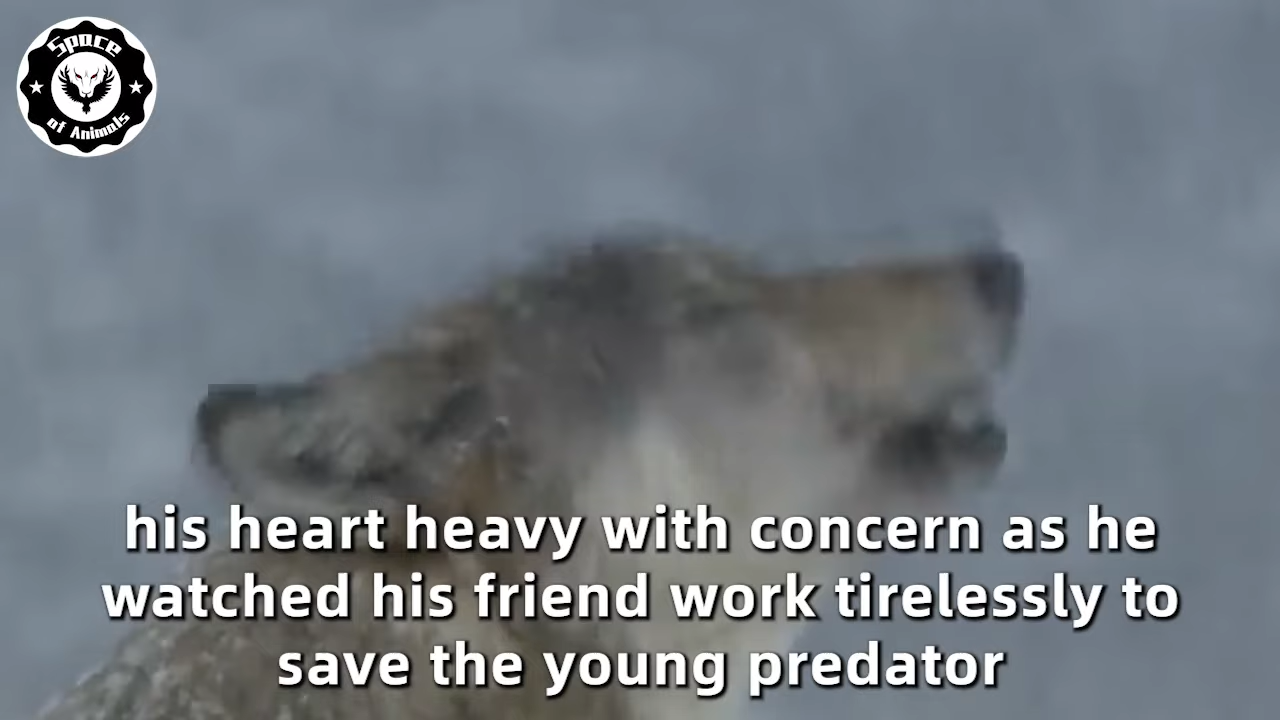 Space
of Animals
his heart heavy with concern as he
watched his friend work tirelessly to
save the young predator